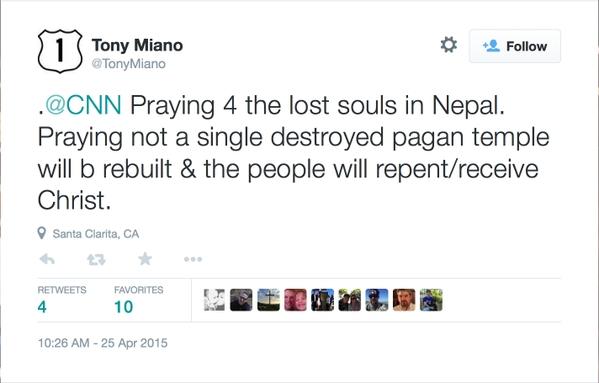 1
Tony Miano
@TonyMiano
Follow
.@CNN Praying 4 the lost souls in Nepal.
Praying not a single destroyed pagan temple
will b rebuilt & the people will repent/receive
Christ.
Santa Clarita, CA
RETWEETS FAVORITES
4 10
10:26 AM - 25 Apr 2015